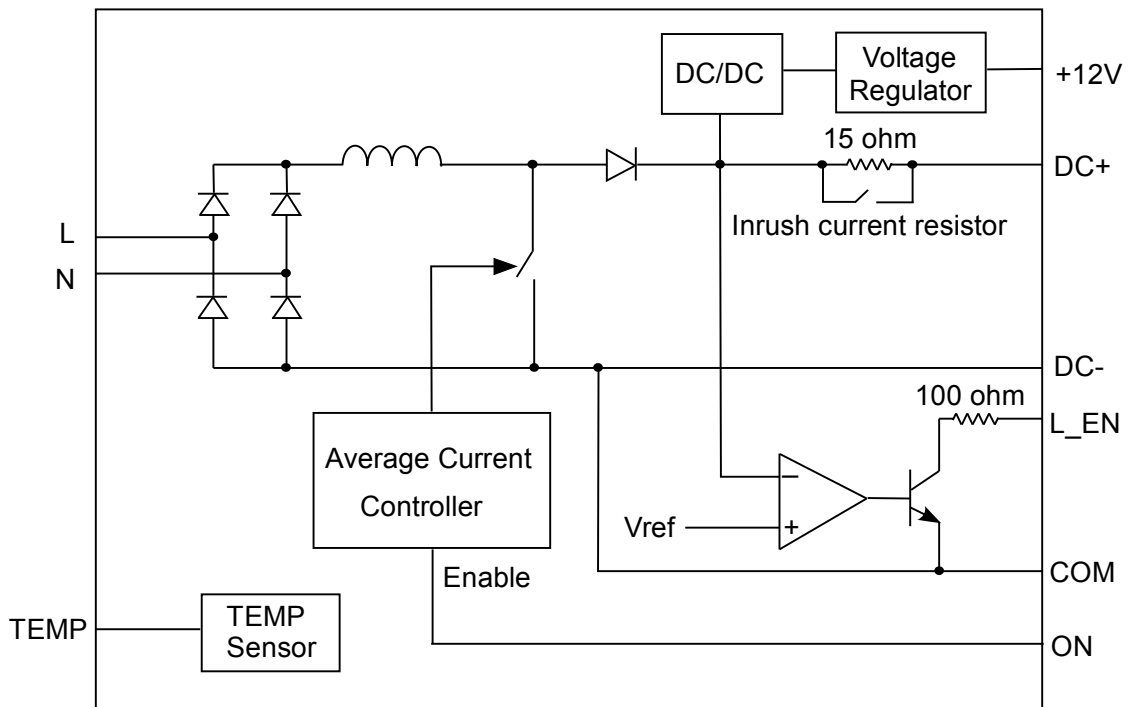 DC/DC
Voltage
Regulator
+12V
15 ohm
DC+
Inrush current resistor
L
N
DC-
100 ohm
L_EN
Average Current
Controller
−
Vref
+
Enable
COM
TEMP
TEMP
Sensor
ON